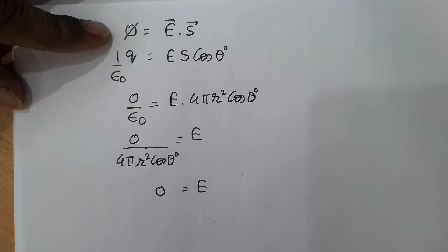 ∅ = E⃗ . S⃗
1/ε₀ q = E S Cos θ°
0/ε₀ = E . 4πr² Cos θ°
0/4πr² Cos θ° = E
0 = E